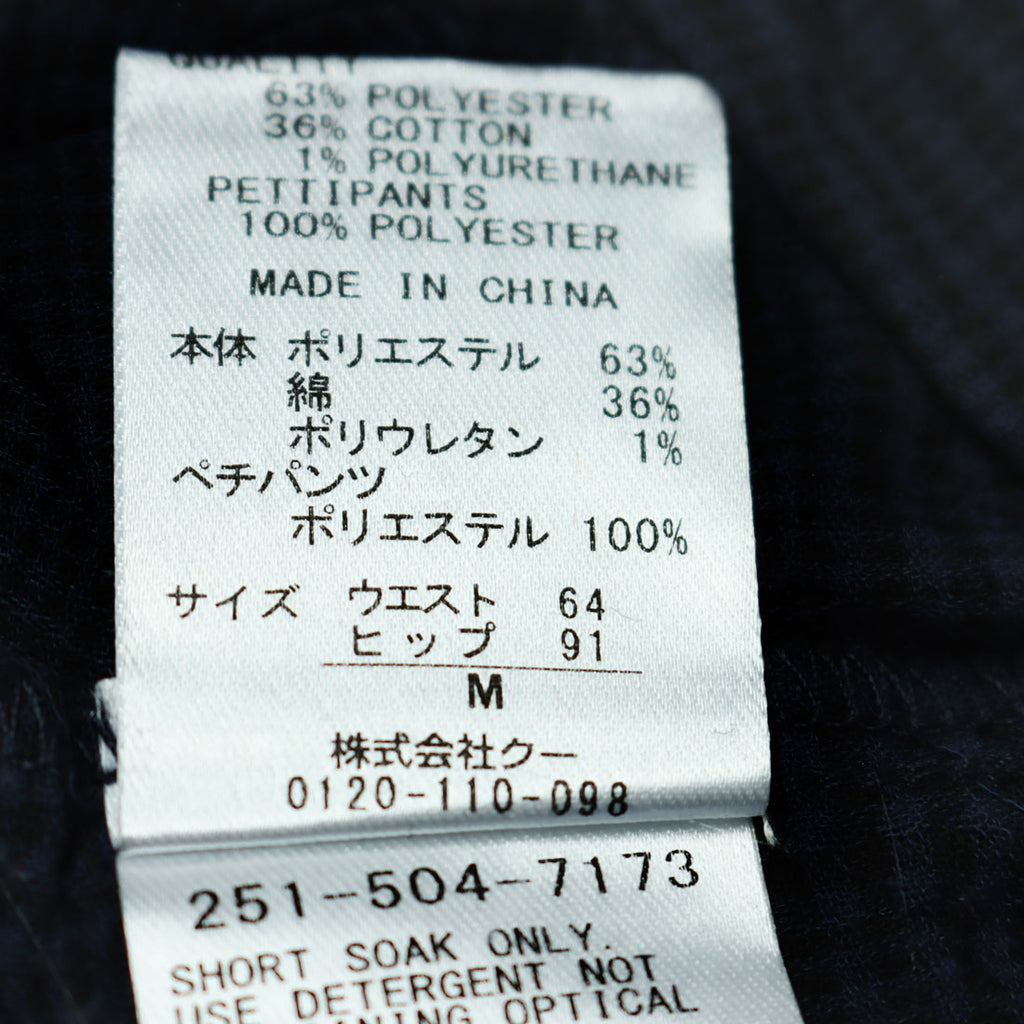 QUALITY
63% POLYESTER
36% COTTON
1% POLYURETHANE
PETTIPANTS
100% POLYESTER
MADE IN CHINA
本体 ポリエステル 63%
綿 36%
ポリウレタン 1%
ペチパンツ
ポリエステル 100%
サイズ ウエスト 64
ヒップ 91
M
株式会社クー
0120-110-098
251-504-7173
SHORT SOAK ONLY.
USE DETERGENT NOT
OPTICAL